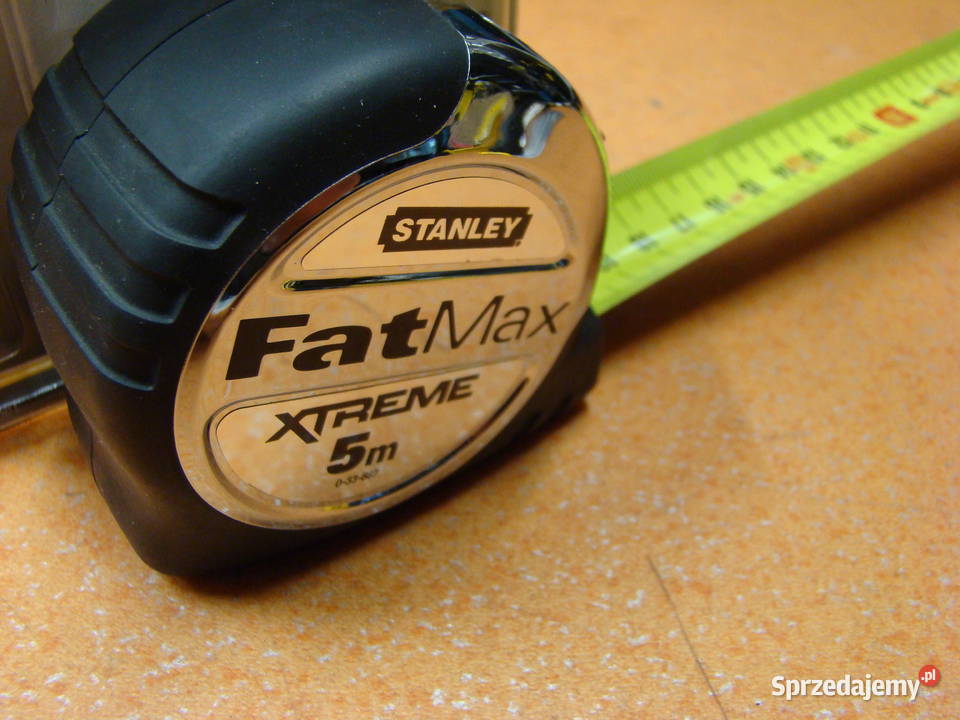 STANLEY
FatMax
XTREME
5m
Sprzedajemy.pl